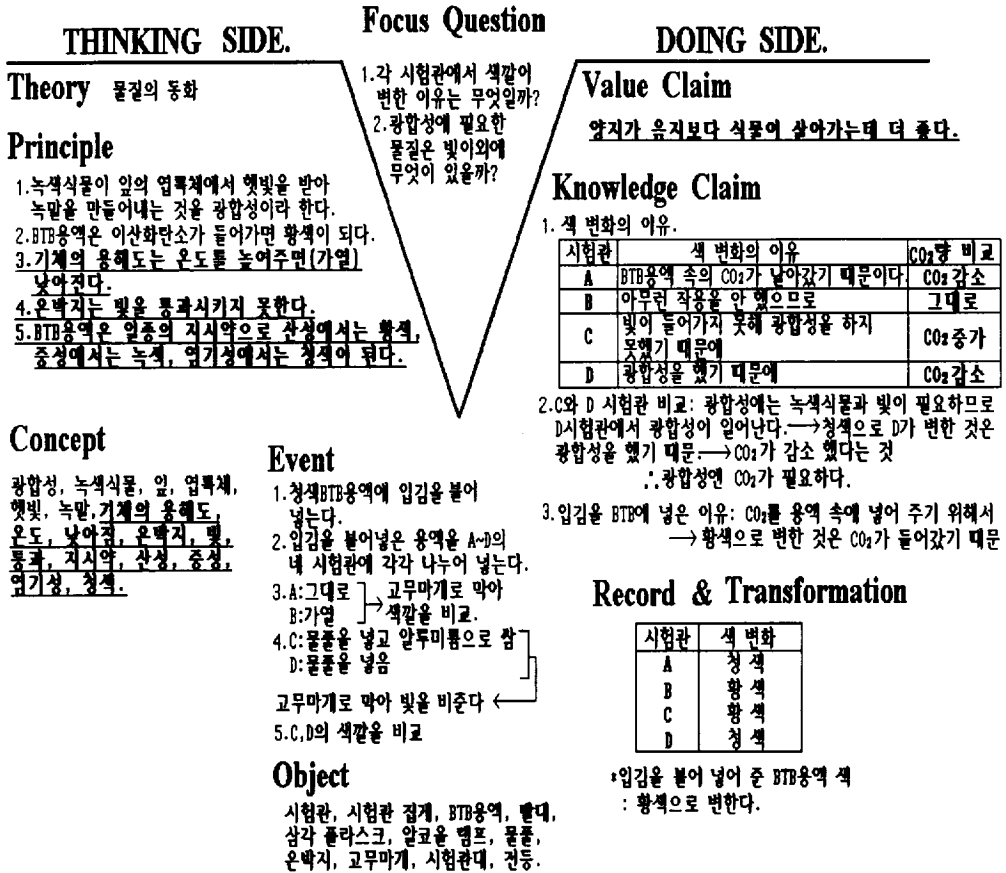 THINKING SIDE.
Theory 물질의 동화
Principle
1.녹색식물이 잎의 엽록체에서 햇빛을 받아
녹말을 만들어내는 것을 광합성이라 한다.
2.BTB용액은 이산화탄소가 들어가면 황색이 되다.
3.기체의 용해도는 온도를 높여주면(가열)
낮아진다.
4.은박지는 빛을 통과시키지 못한다.
5.BTB용액은 일종의 지시약으로 산성에서는 황색,
중성에서는 녹색, 염기성에서는 청색이 된다.
Concept
광합성, 녹색식물, 잎, 엽록체,
햇빛, 녹말,기체의 용해도,
온도, 낮아짐, 은박지, 빛,
통과, 지시약, 산성, 중성,
염기성, 청색.
Focus Question
1.각 시험관에서 색깔이
변한 이유는 무엇일까?
2.광합성에 필요한
물질은 빛이외에
무엇이 있을까?
Event
1.청색BTB용액에 입김을 불어
넣는다.
2.입김을 불어넣은 용액을 A~D의
네 시험관에 각각 나누어 넣는다.
3.A:그대로 고무마개로 막아
B:가열 색깔을 비교.
4.C:물풀을 넣고 알루미늄으로 쌈
D:물풀을 넣음
고무마개로 막아 빛을 비준다 ←
5.C,D의 색깔을 비교
Object
시험관, 시험관 집게, BTB용액, 빨대,
삼각 플라스크, 알코올 램프, 물풀,
은박지, 고무마개, 시험관대, 전등.
DOING SIDE.
Value Claim
양지가 음지보다 식물이 살아가는데 더 좋다.
Knowledge Claim
1. 색 변화의 이유.
시험관 색 변화의 이유 CO2량 비교
A BTB용액 속의 CO2가 날아갔기 때문이다. CO2 감소
B 아무런 작용을 안 했으므로 그대로
C 빛이 들어가지 못해 광합성을 하지
못했기 때문에 CO2 증가
D 광합성을 했기 때문에 CO2 감소
2.C와 D 시험관 비교: 광합성에는 녹색식물과 빛이 필요하므로
D시험관에서 광합성이 일어난다.→청색으로 D가 변한 것은
광합성을 했기 때문.→CO2가 감소 했다는 것
∴광합성엔 CO2가 필요하다.
3.입김을 BTB에 넣은 이유: CO2를 용액 속에 넣어 주기 위해서
→황색으로 변한 것은 CO2가 들어갔기 때문
Record & Transformation
시험관 색 변화
A 청 색
B 황 색
C 황 색
D 청 색
*입김을 불어 넣어 준 BTB용액 색
: 황색으로 변한다.